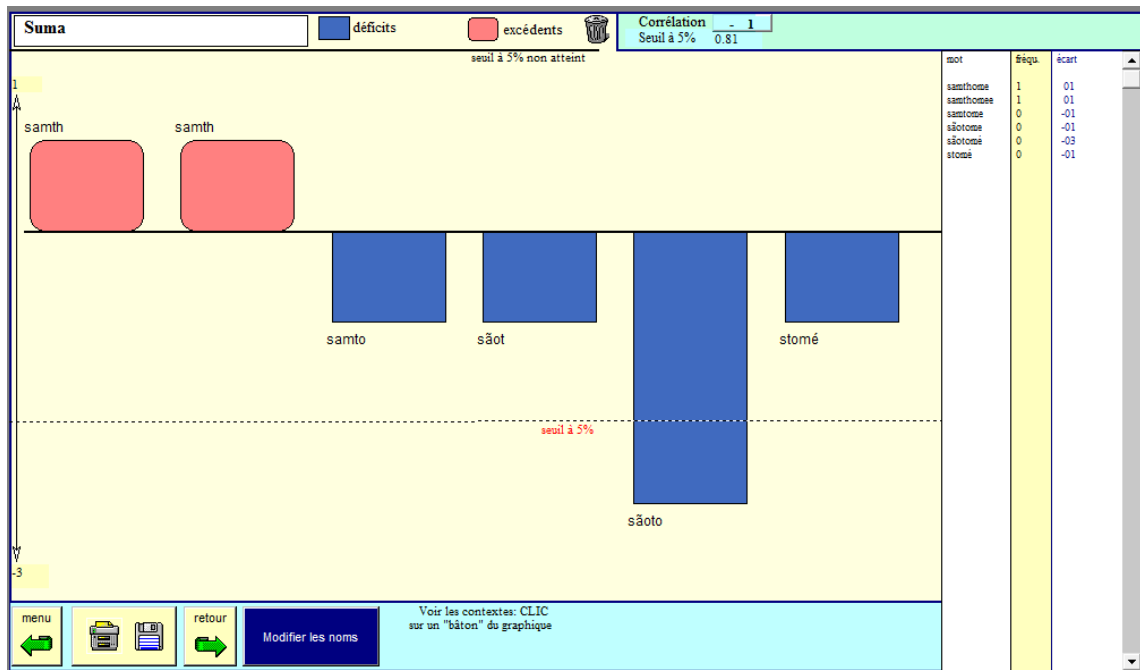 Suma
déficits
excédents
Corrélation - 1
Seuil à 5% 0.81
seuil à 5% non atteint
mot fréqu. écart
samthome 1 01
samthomee 1 01
samtome 0 -01
sãotome 0 -01
sãotomé 0 -03
stomé 0 -01
1
samth
samth
samto
sãot
stomé
seuil à 5%
sãoto
-3
menu
retour
Modifier les noms
Voir les contextes: CLIC
sur un "bâton" du graphique